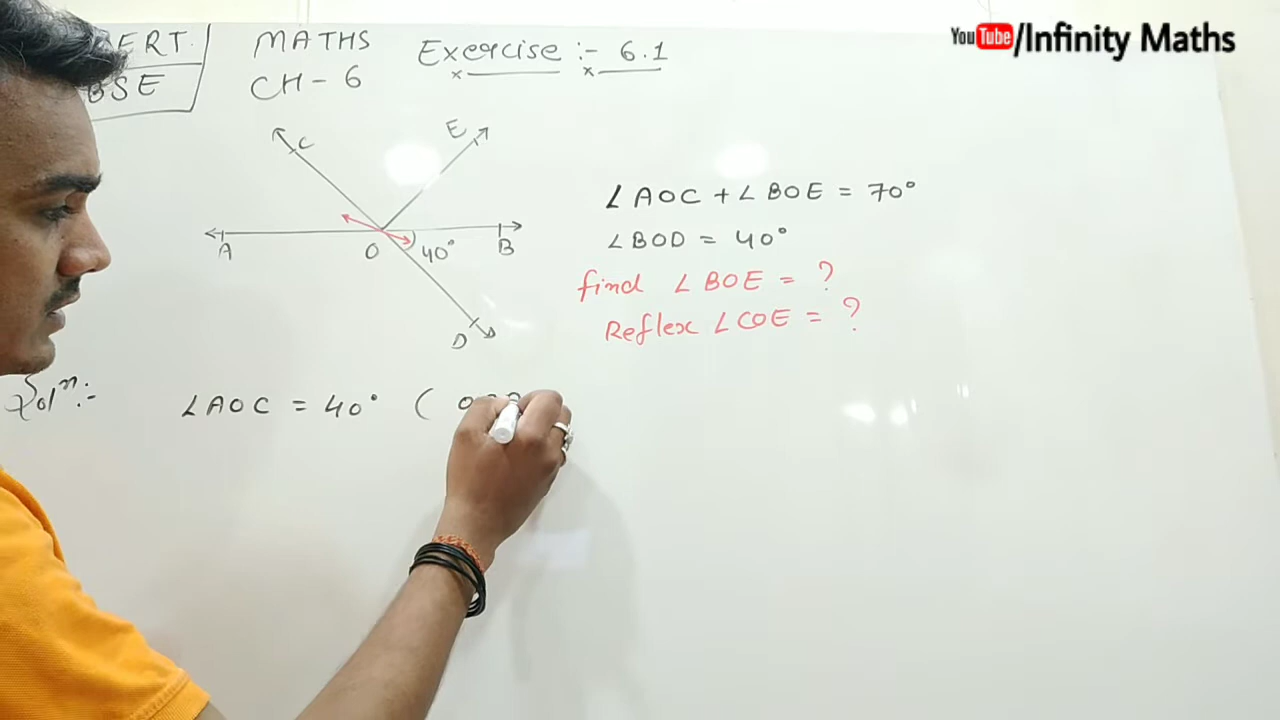 YouTube/Infinity Maths
ERT. MATHS Exercise :- 6.1
BSE CH-6
C E
A O 40° B
D
∠AOC + ∠BOE = 70°
∠BOD = 40°
find ∠BOE = ?
Reflex ∠COE = ?
Solⁿ:- ∠AOC = 40° (